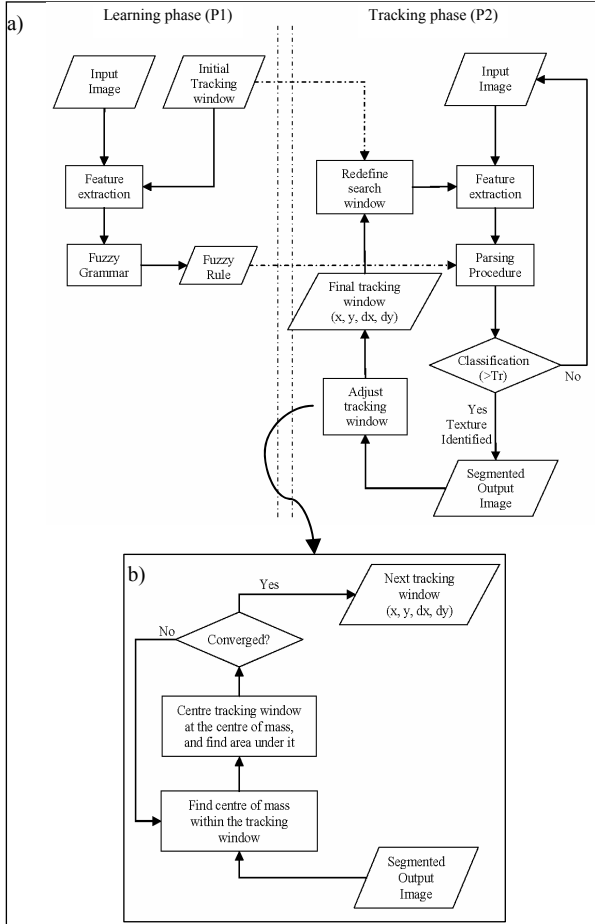 a)
Learning phase (P1)
Tracking phase (P2)
Input
Image
Initial
Tracking
window
Feature
extraction
Fuzzy
Grammar
Fuzzy
Rule
Input
Image
Redefine
search
window
Feature
extraction
Parsing
Procedure
Final tracking
window
(x, y, dx, dy)
Classification
(>Tr)
No
Adjust
tracking
window
Yes
Texture
Identified
Segmented
Output
Image
b)
Yes
Next tracking
window
(x, y, dx, dy)
No
Converged?
Centre tracking window
at the centre of mass,
and find area under it
Find centre of mass
within the tracking
window
Segmented
Output
Image